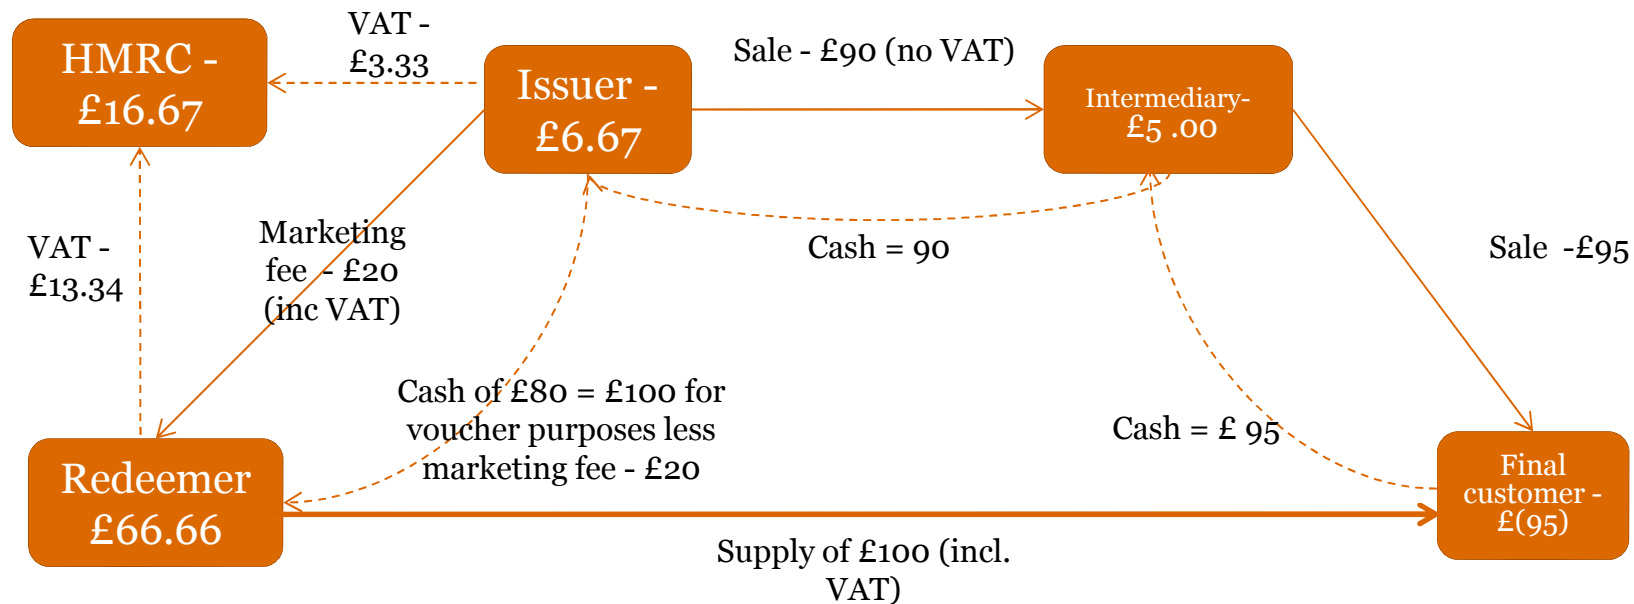 VAT -
£3.33
HMRC -
£16.67
Sale - £90 (no VAT)
Issuer -
£6.67
Intermediary-
£5 .00
VAT -
£13.34
Marketing
fee  - £20
(inc VAT)
Cash = 90
Sale  -£95
Cash of £80 = £100 for
voucher purposes less
marketing fee - £20
Cash = £ 95
Redeemer
£66.66
Final
customer -
£(95)
Supply of £100 (incl.
VAT)